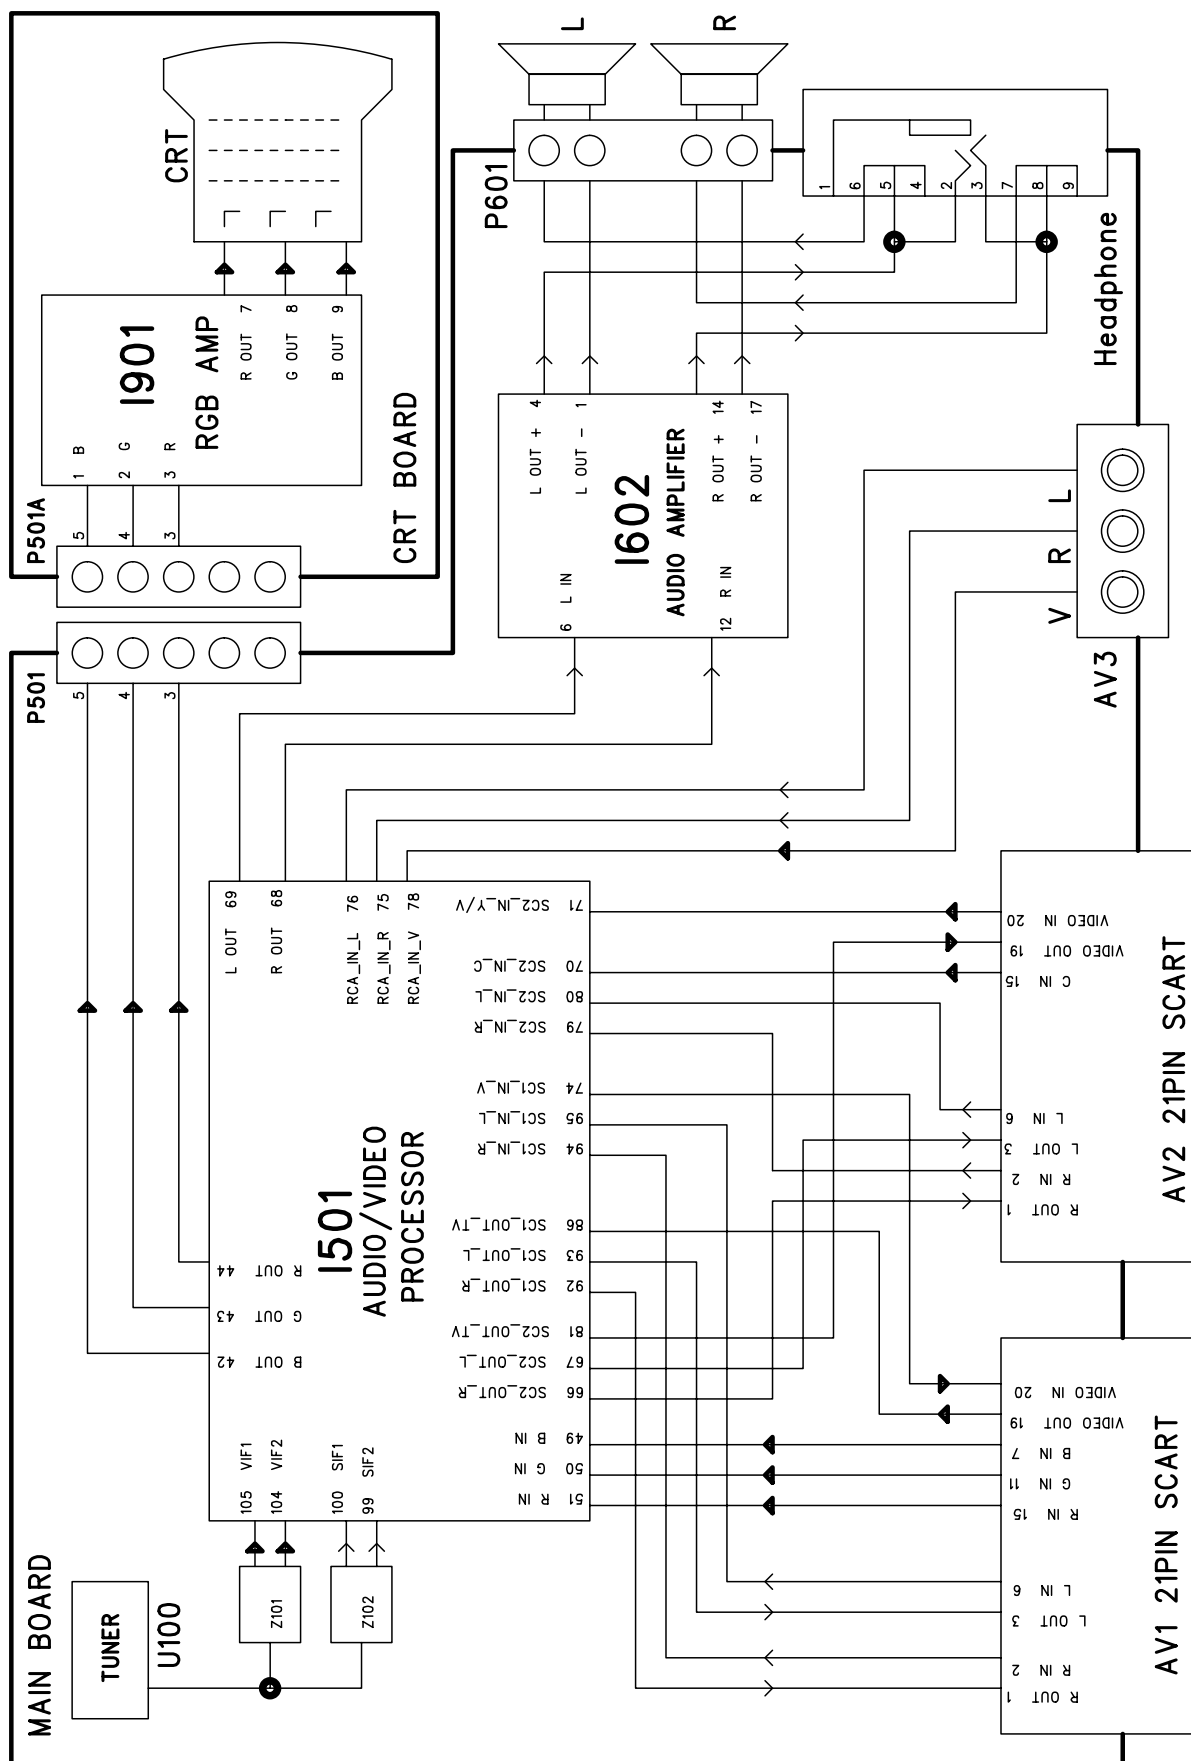 MAIN BOARD
TUNER
U100
Z101
Z102
105 VIF1
104 VIF2
100 SIF1
99 SIF2
I501
AUDIO/VIDEO
PROCESSOR
42 B OUT
43 G OUT
44 R OUT
L OUT 69
R OUT 68
RCA_IN_L 76
RCA_IN_R 75
RCA_IN_V 78
SC2_IN_Y/V 71
SC2_IN_C 70
SC2_IN_L 80
SC2_IN_R 79
SC1_IN_V 74
SC1_IN_L 95
SC1_IN_R 94
SC1_OUT_TV 86
SC1_OUT_L 93
SC1_OUT_R 92
SC2_OUT_TV 81
SC2_OUT_L 67
SC2_OUT_R 66
B IN 49
G IN 50
R IN 51
P501
5
4
3
P501A
5
4
3
1 B
2 G
3 R
I901
RGB AMP
R OUT 7
G OUT 8
B OUT 9
CRT
CRT BOARD
6 L IN
12 R IN
I602
AUDIO AMPLIFIER
L OUT + 4
L OUT - 1
R OUT + 14
R OUT - 17
P601
L
R
1
6
5
4
2
3
7
8
9
Headphone
AV3
V
R
L
20 VIDEO IN
19 VIDEO OUT
15 C IN
6 L IN
3 L OUT
2 R IN
1 R OUT
AV2 21PIN SCART
20 VIDEO IN
19 VIDEO OUT
7 B IN
11 G IN
15 R IN
6 L IN
3 L OUT
2 R IN
1 R OUT
AV1 21PIN SCART